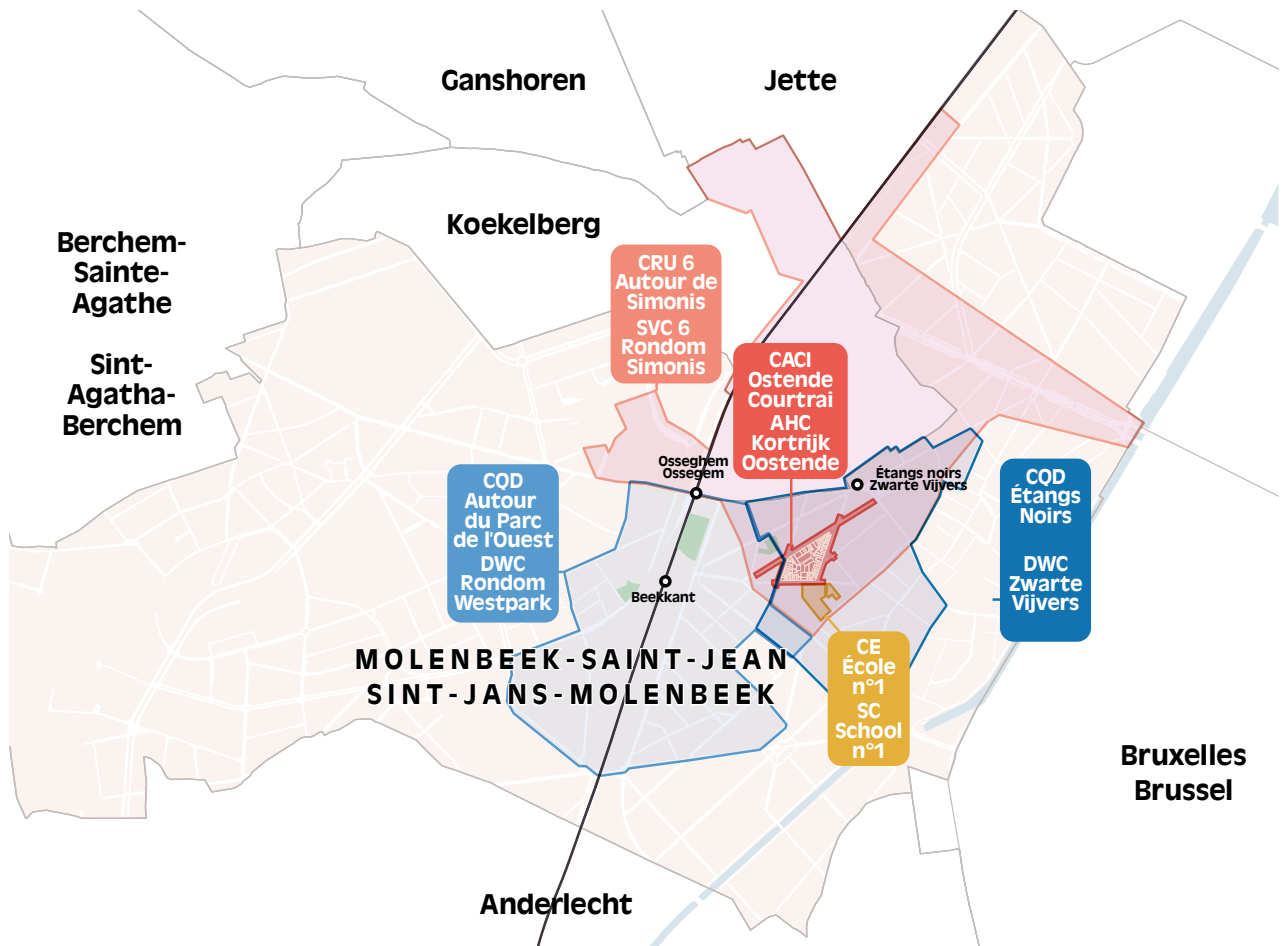 Ganshoren
Jette
Koekelberg
Berchem-
Sainte-
Agathe
Sint-
Agatha-
Berchem
CRU 6
Autour de
Simonis
SVC 6
Rondom
Simonis
CACI
Ostende
Courtrai
AHC
Kortrijk
Oostende
Osseghem
Ossegem
Étangs noirs
Zwarte Vijvers
CQD
Autour
du Parc
de l'Ouest
DWC
Rondom
Westpark
CQD
Étangs
Noirs
DWC
Zwarte
Vijvers
Beekkant
MOLENBEEK-SAINT-JEAN
SINT-JANS-MOLENBEEK
CE
École
n°1
SC
School
n°1
Bruxelles
Brussel
Anderlecht